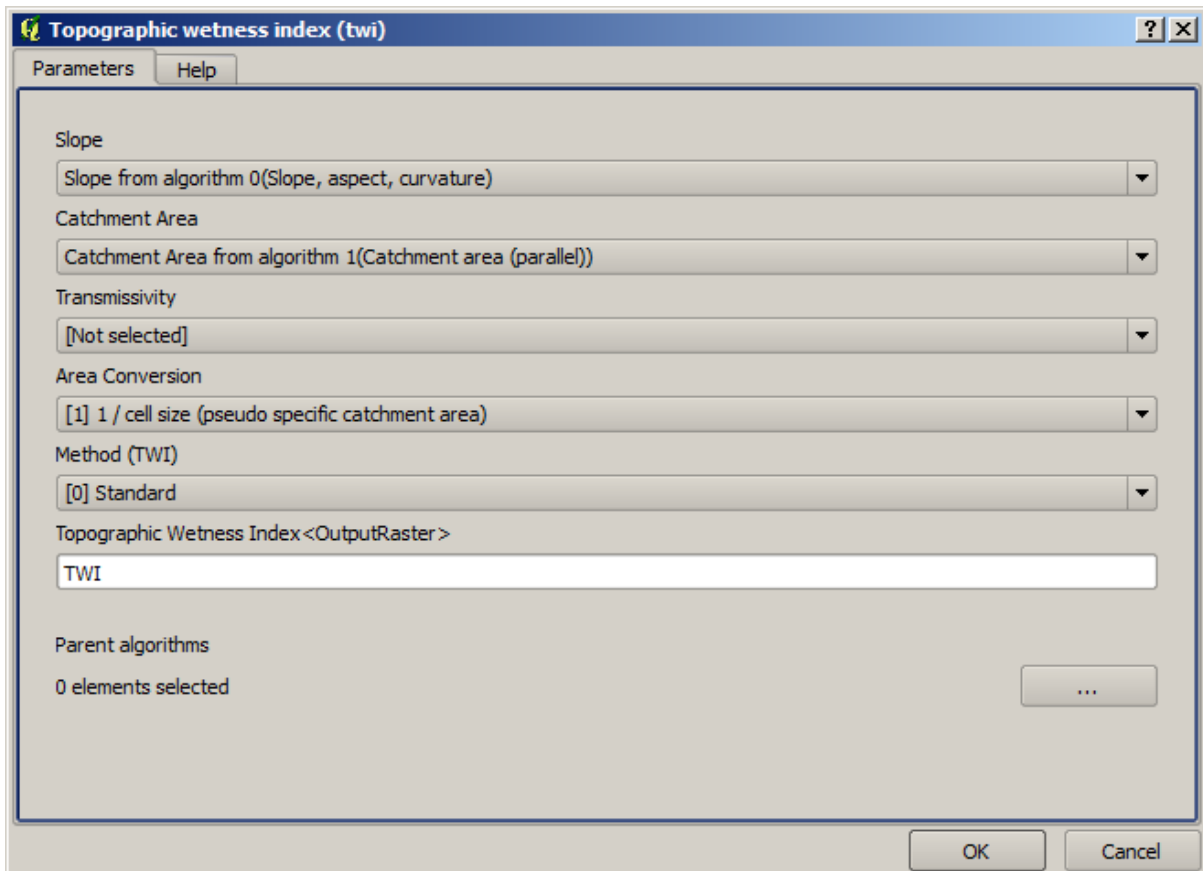 Topographic wetness index (twi)
Parameters
Help
Slope
Slope from algorithm 0(Slope, aspect, curvature)
Catchment Area
Catchment Area from algorithm 1(Catchment area (parallel))
Transmissivity
[Not selected]
Area Conversion
[1] 1 / cell size (pseudo specific catchment area)
Method (TWI)
[0] Standard
Topographic Wetness Index<OutputRaster>
TWI
Parent algorithms
0 elements selected
...
OK
Cancel